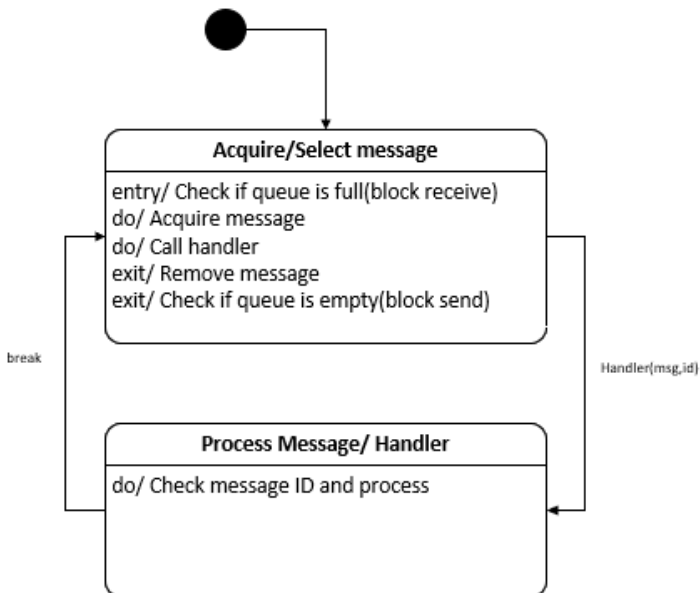 Acquire/Select message
entry/ Check if queue is full(block receive)
do/ Acquire message
do/ Call handler
exit/ Remove message
exit/ Check if queue is empty(block send)
break
Handler(msg,id)
Process Message/ Handler
do/ Check message ID and process